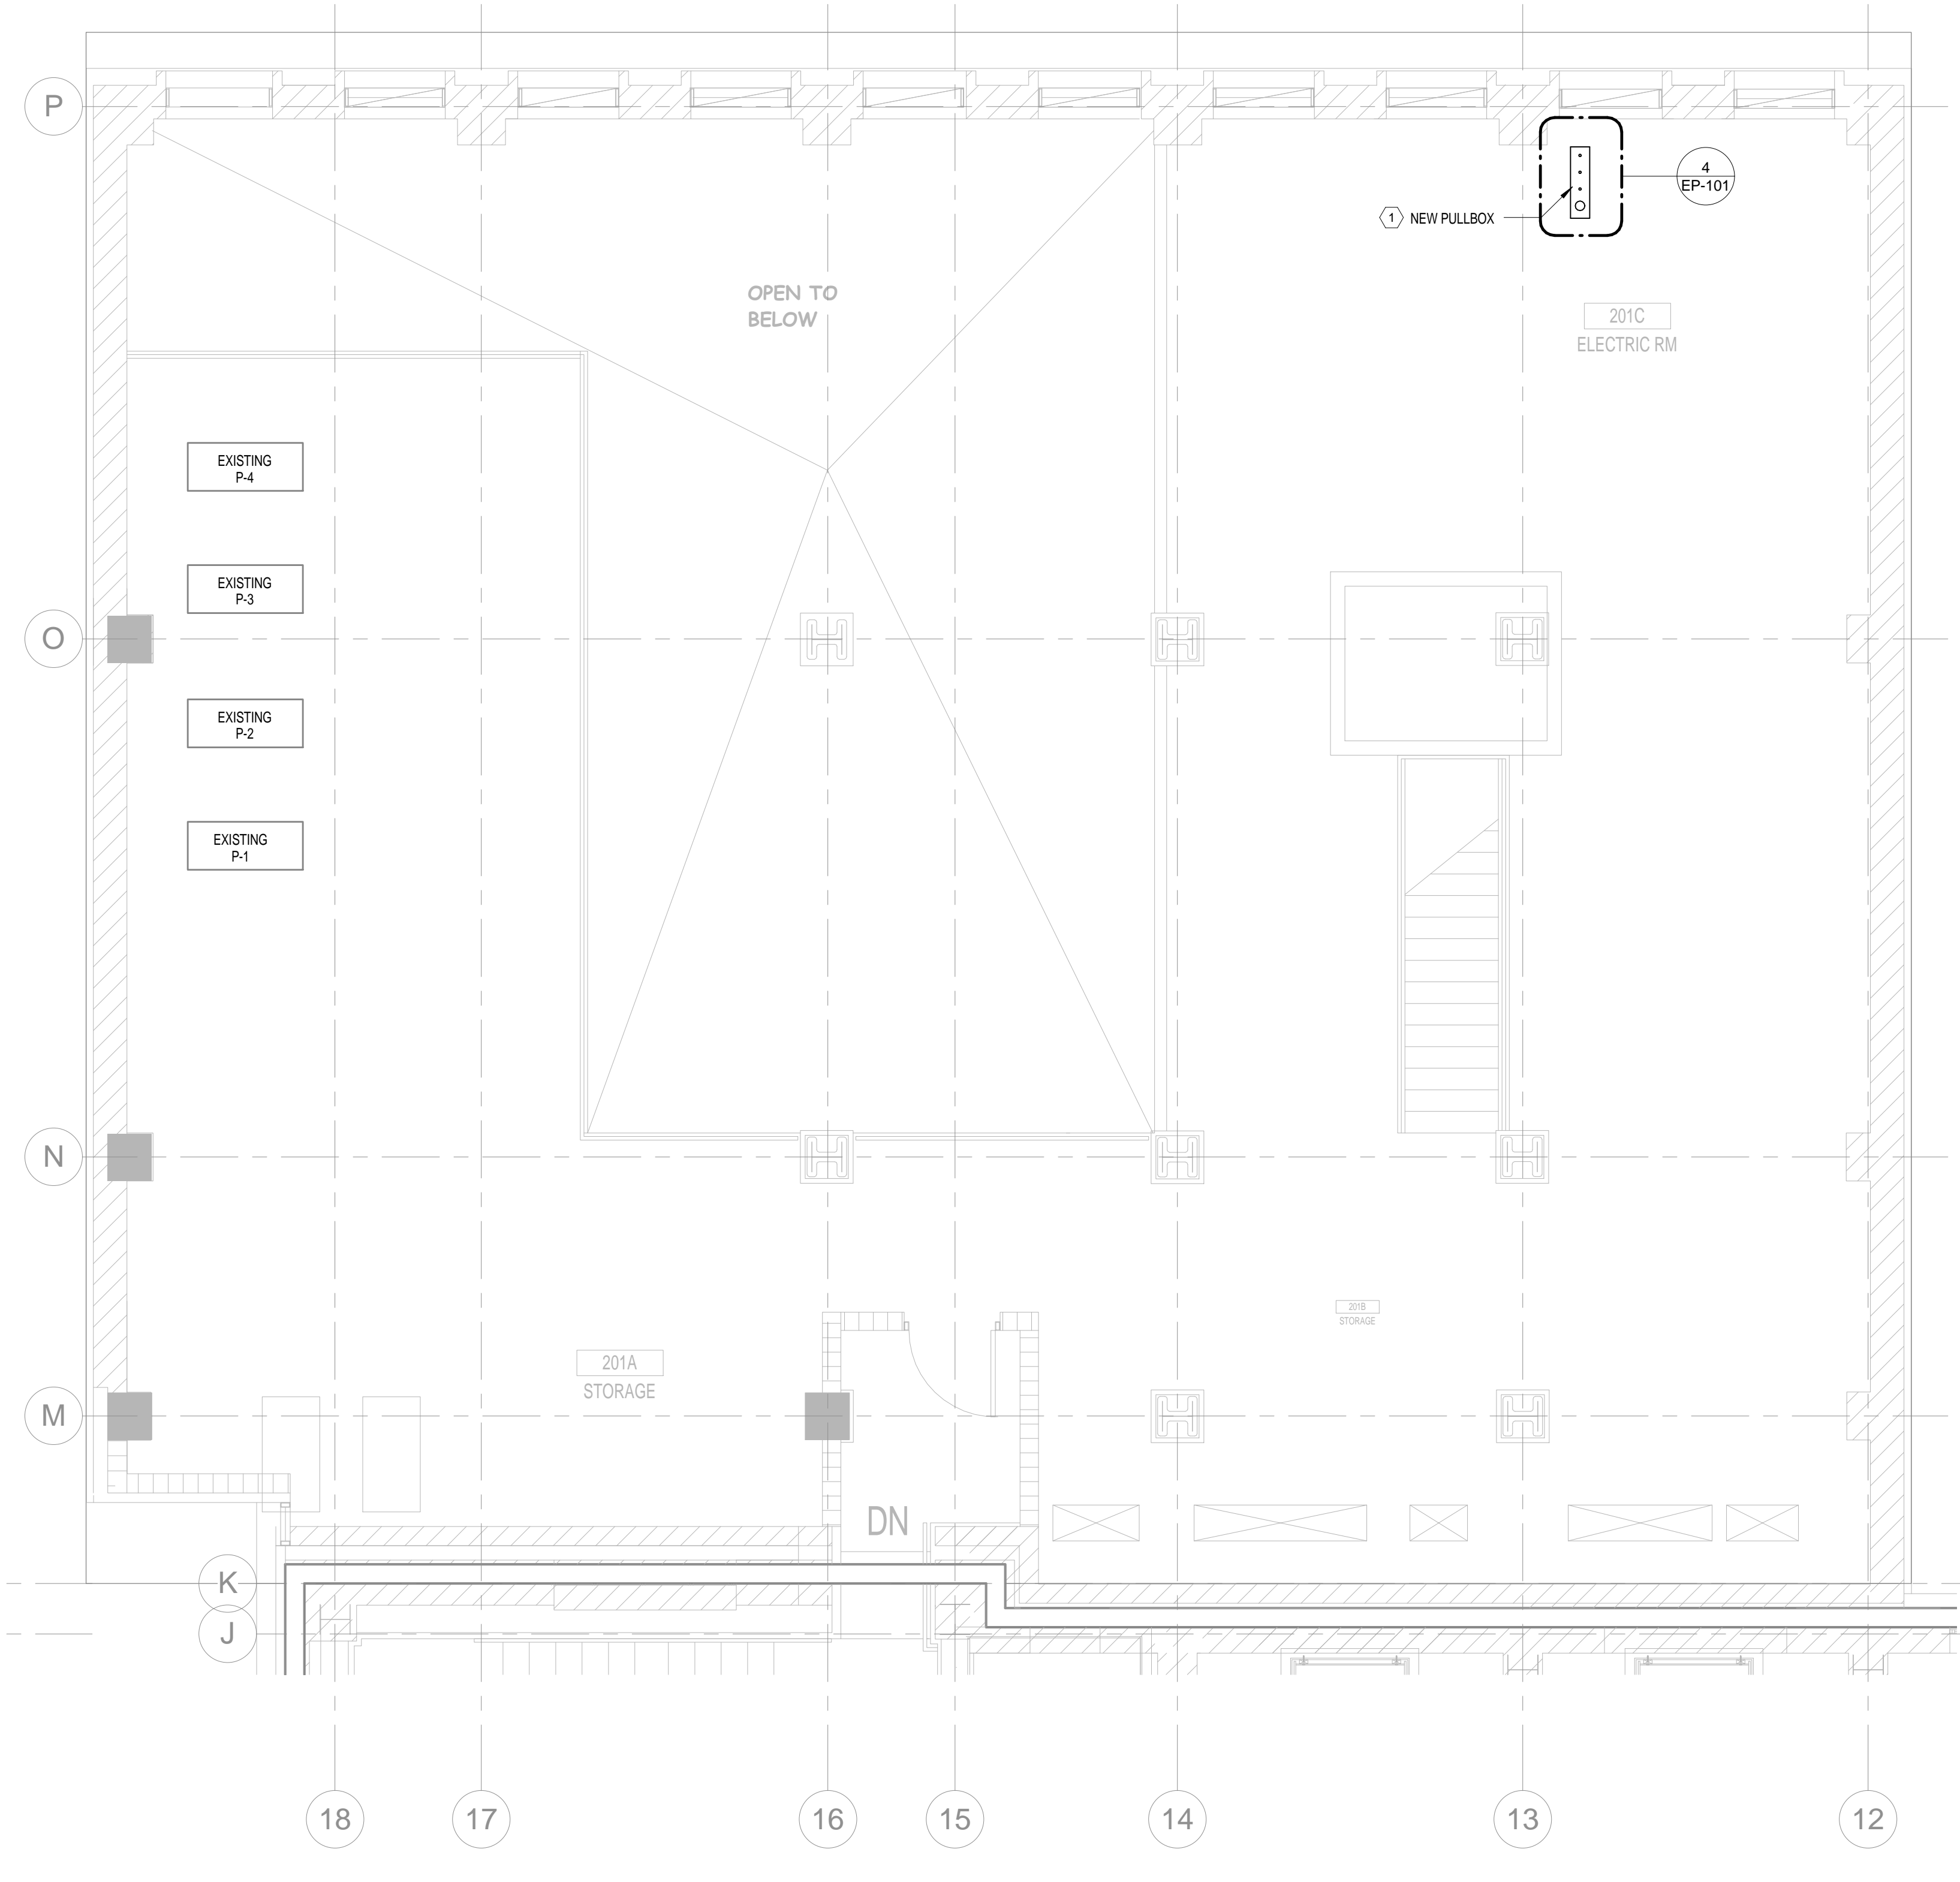 P
4
EP-101
1 NEW PULLBOX
OPEN TO
BELOW
201C
ELECTRIC RM
EXISTING
P-4
EXISTING
P-3
O
EXISTING
P-2
EXISTING
P-1
N
201B
STORAGE
201A
STORAGE
M
DN
K
J
18 17 16 15 14 13 12